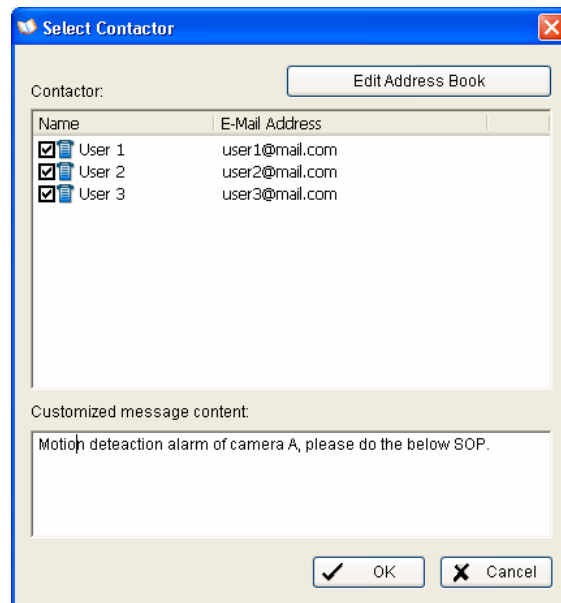 Select Contactor
Edit Address Book
Contactor:
Name E-Mail Address
User 1 user1@mail.com
User 2 user2@mail.com
User 3 user3@mail.com
Customized message content:
Motion deteaction alarm of camera A, please do the below SOP.
OK Cancel